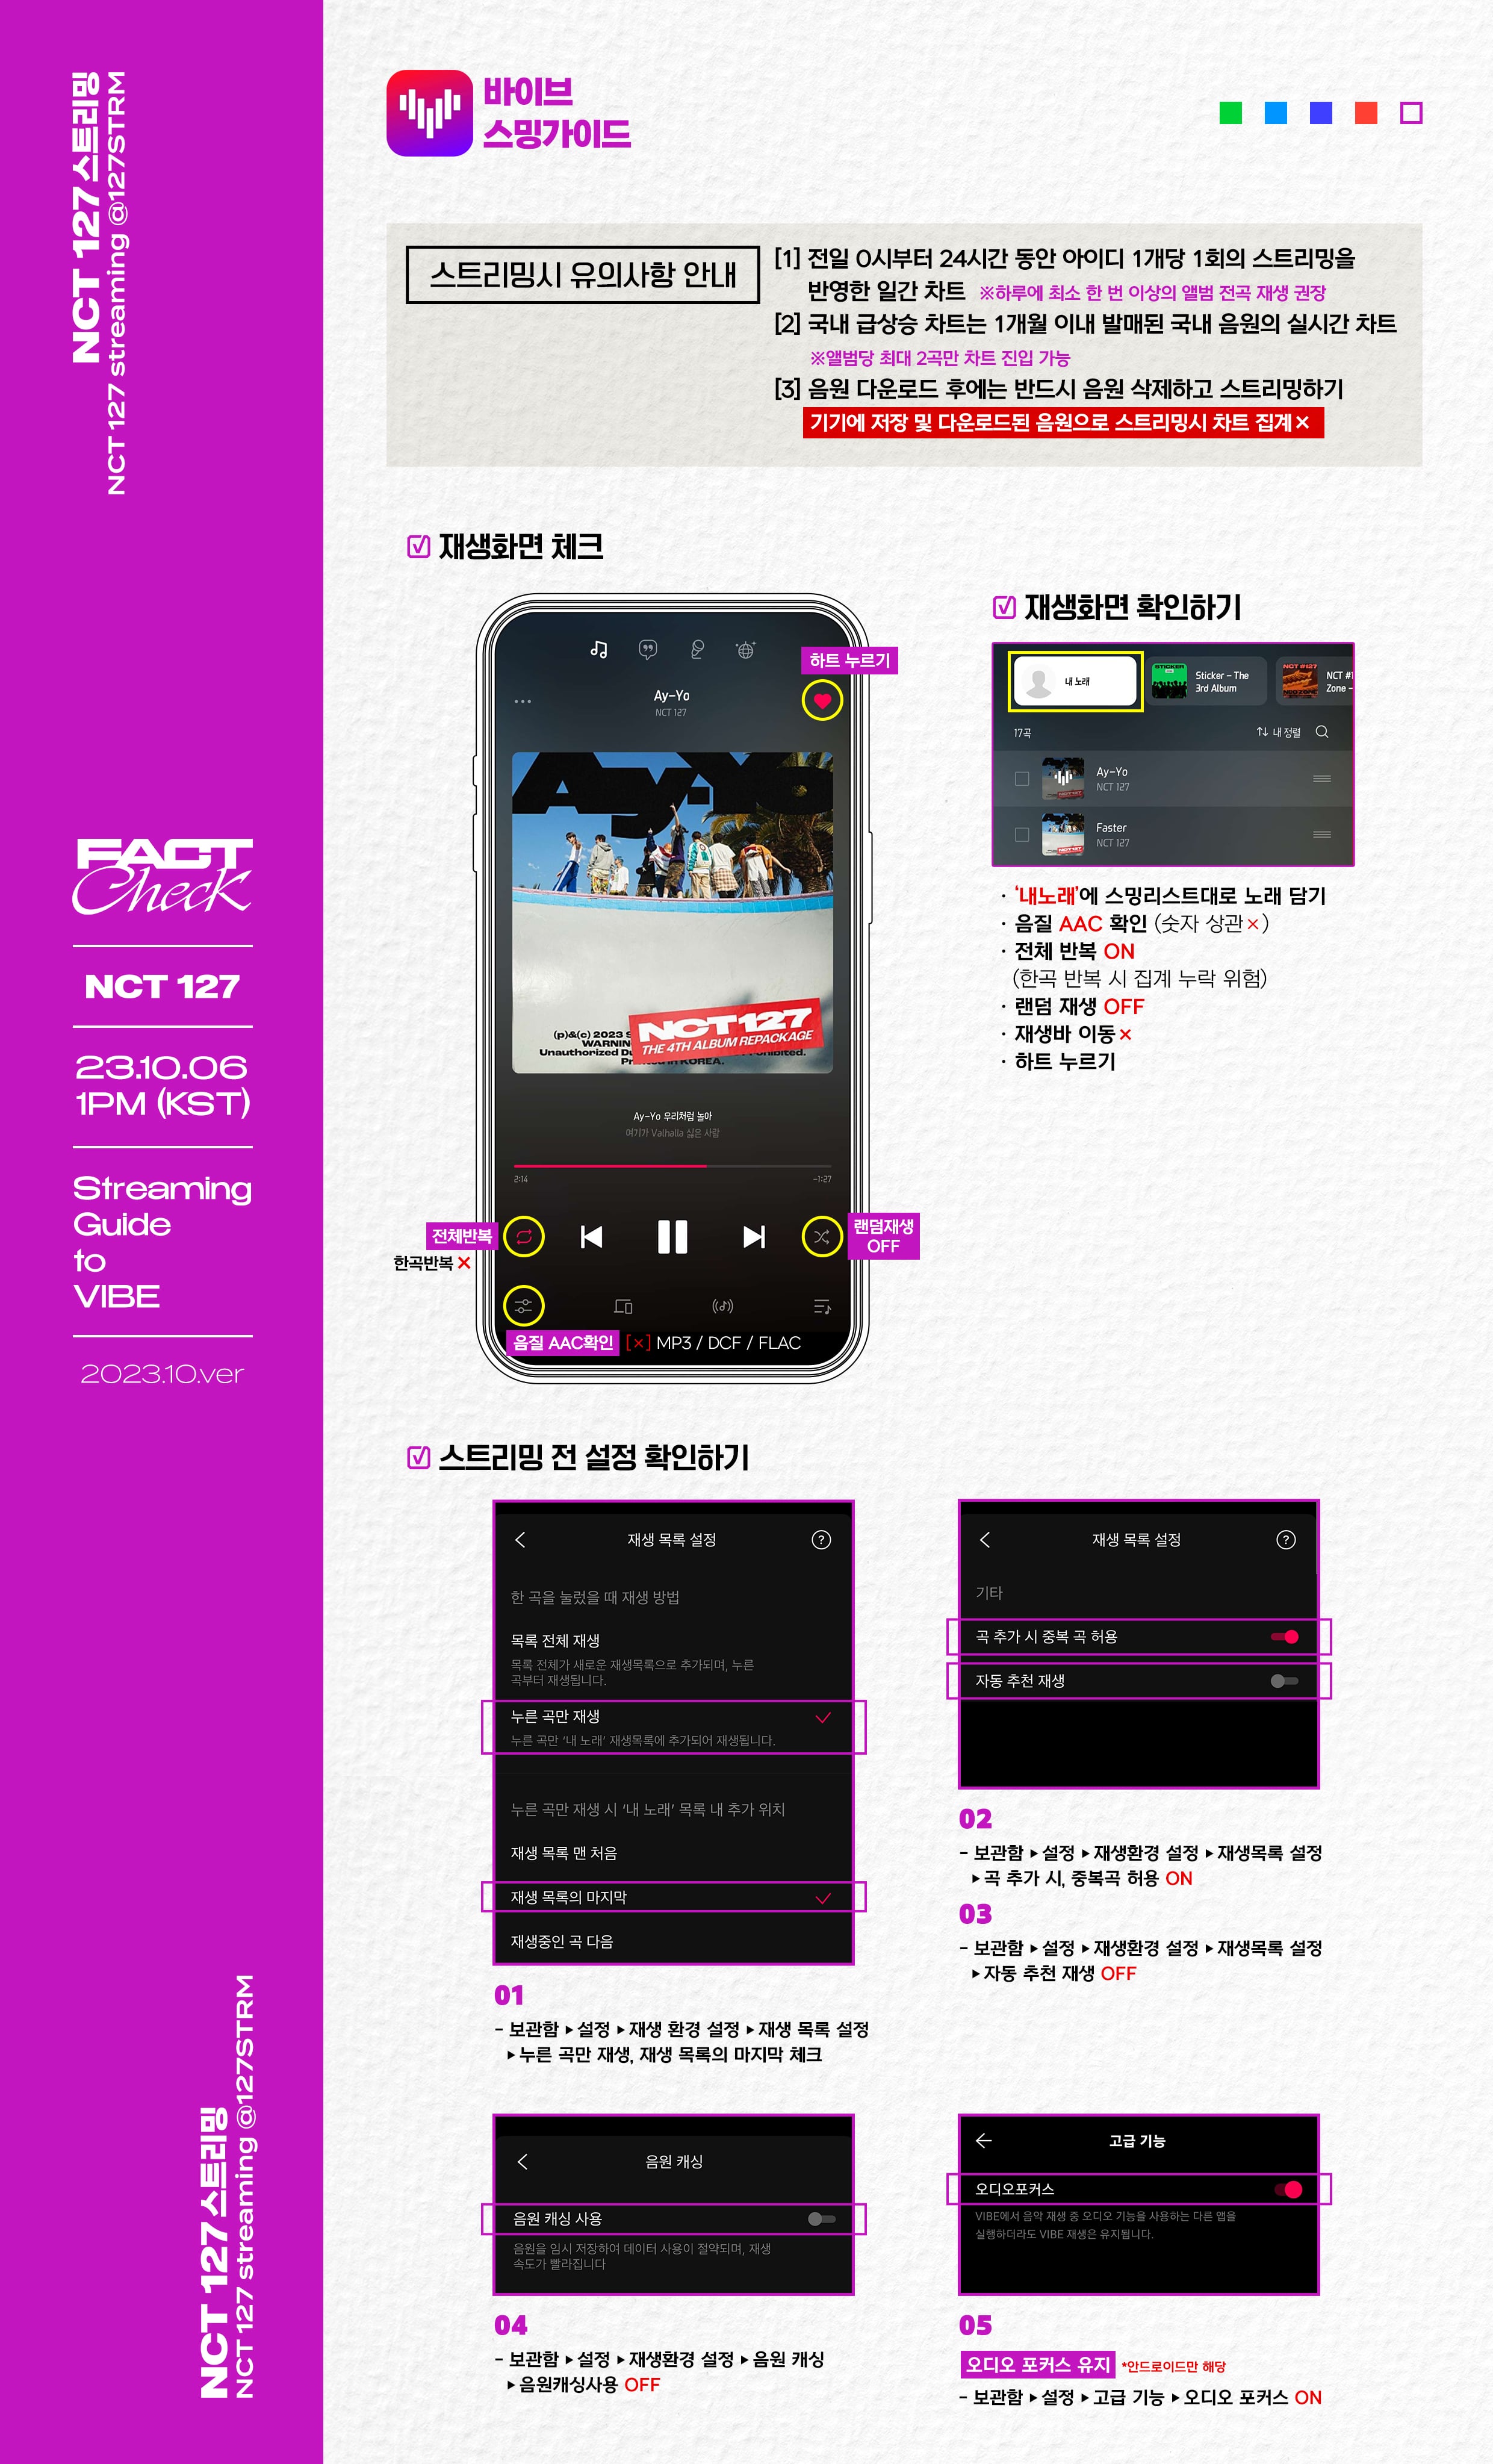 NCT 127 스트리밍
NCT 127 streaming @127STRM
FACT
Check
NCT 127
23.10.06
1PM (KST)
Streaming
Guide
to
VIBE
2023.10.ver
NCT 127 스트리밍
NCT 127 streaming @127STRM
바이브
스밍가이드
스트리밍시 유의사항 안내
[1] 전일 0시부터 24시간 동안 아이디 1개당 1회의 스트리밍을
반영한 일간 차트 ※하루에 최소 한 번 이상의 앨범 전곡 재생 권장
[2] 국내 급상승 차트는 1개월 이내 발매된 국내 음원의 실시간 차트
※앨범당 최대 2곡만 차트 진입 가능
[3] 음원 다운로드 후에는 반드시 음원 삭제하고 스트리밍하기
기기에 저장 및 다운로드된 음원으로 스트리밍시 차트 집계×
재생화면 체크
하트 누르기
Ay-Yo
NCT 127
Ay-Yo
(p)&(c) 2023 S
WARNIN
Unauthorized Du
hibited.
Pr
KOREA.
NCT127
THE 4TH ALBUM REPACKAGE
Ay-Yo 우리처럼 놀아
여기가 Valhalla 싶은 사람
2:14
-1:27
전체반복
한곡반복 ×
랜덤재생
OFF
음질 AAC확인 [×] MP3 / DCF / FLAC
재생화면 확인하기
내 노래
STICKER
Sticker - The
3rd Album
NCT #127
NCT #1
Zone -
17곡
내 정렬
Ay-Yo
NCT 127
Faster
NCT 127
· '내노래'에 스밍리스트대로 노래 담기
· 음질 AAC 확인 (숫자 상관×)
· 전체 반복 ON
(한곡 반복 시 집계 누락 위험)
· 랜덤 재생 OFF
· 재생바 이동×
· 하트 누르기
스트리밍 전 설정 확인하기
재생 목록 설정
?
한 곡을 눌렀을 때 재생 방법
목록 전체 재생
목록 전체가 새로운 재생목록으로 추가되며, 누른
곡부터 재생됩니다.
누른 곡만 재생
누른 곡만 '내 노래' 재생목록에 추가되어 재생됩니다.
누른 곡만 재생 시 '내 노래' 목록 내 추가 위치
재생 목록 맨 처음
재생 목록의 마지막
재생중인 곡 다음
01
- 보관함 ▸ 설정 ▸ 재생 환경 설정 ▸ 재생 목록 설정
▸ 누른 곡만 재생, 재생 목록의 마지막 체크
재생 목록 설정
?
기타
곡 추가 시 중복 곡 허용
자동 추천 재생
02
- 보관함 ▸ 설정 ▸ 재생환경 설정 ▸ 재생목록 설정
▸ 곡 추가 시, 중복곡 허용 ON
03
- 보관함 ▸ 설정 ▸ 재생환경 설정 ▸ 재생목록 설정
▸ 자동 추천 재생 OFF
음원 캐싱
음원 캐싱 사용
음원을 임시 저장하여 데이터 사용이 절약되며, 재생
속도가 빨라집니다
04
- 보관함 ▸ 설정 ▸ 재생환경 설정 ▸ 음원 캐싱
▸ 음원캐싱사용 OFF
고급 기능
오디오포커스
VIBE에서 음악 재생 중 오디오 기능을 사용하는 다른 앱을
실행하더라도 VIBE 재생은 유지됩니다.
05
오디오 포커스 유지 *안드로이드만 해당
- 보관함 ▸ 설정 ▸ 고급 기능 ▸ 오디오 포커스 ON